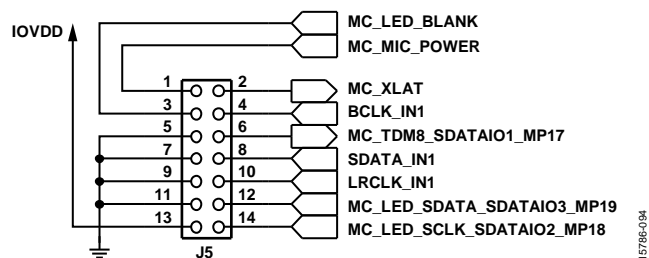 MC_LED_BLANK
IOVDD
MC_MIC_POWER
1 2 MC_XLAT
3 4 BCLK_IN1
5 6 MC_TDM8_SDATAIO1_MP17
7 8 SDATA_IN1
9 10 LRCLK_IN1
11 12 MC_LED_SDATA_SDATAIO3_MP19
13 14 MC_LED_SCLK_SDATAIO2_MP18
J5
15786-094